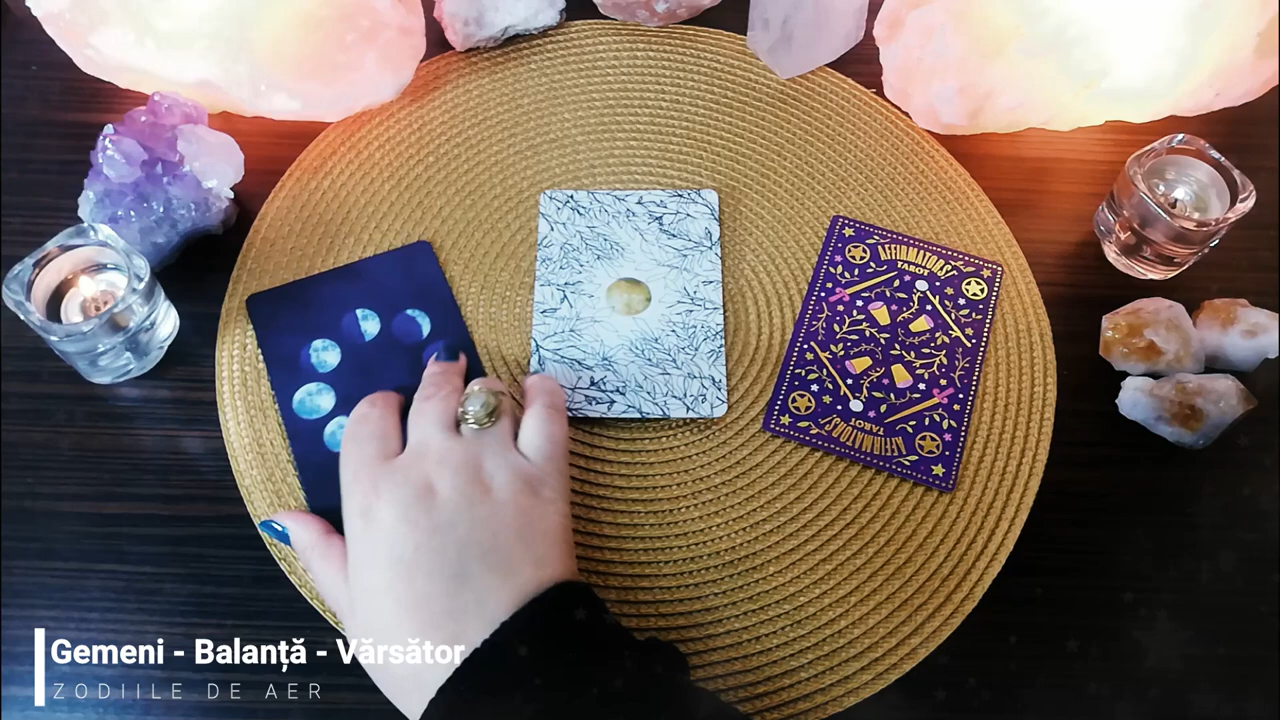 AFFIRMATORS!
TAROT
AFFIRMATORS!
TAROT
Gemeni - Balanță - Vărsător
ZODIILE DE AER